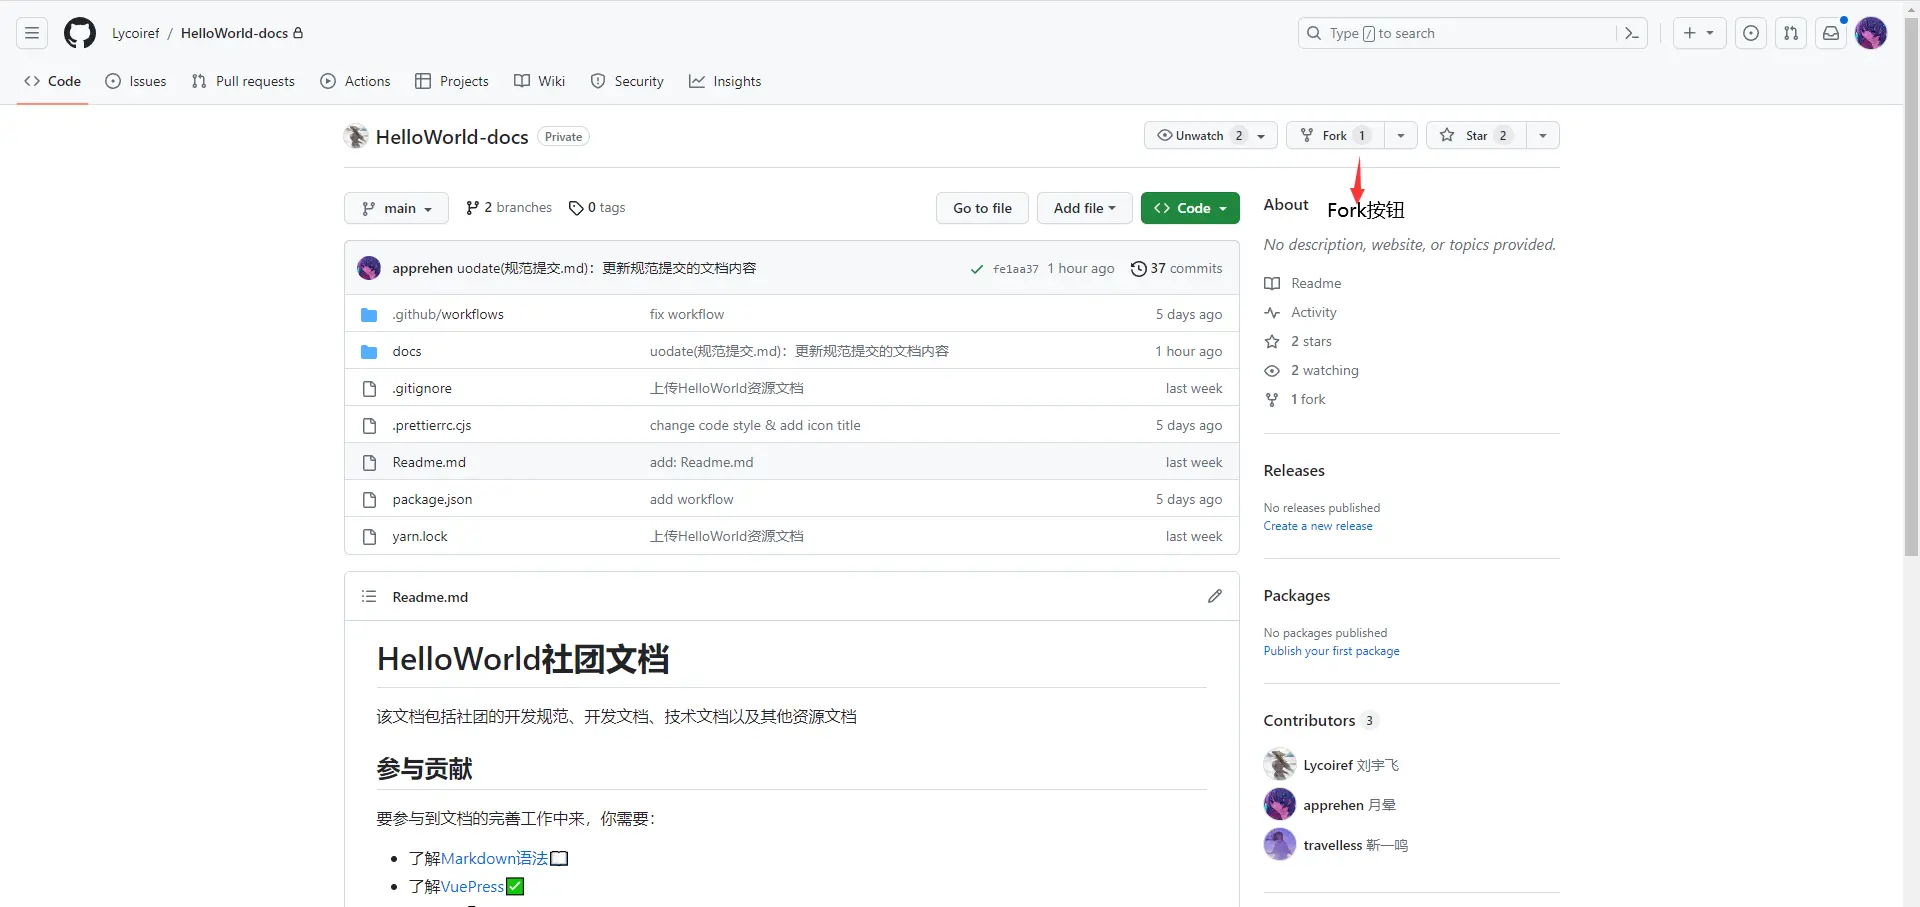 Lycoiref / HelloWorld-docs
Type / to search
Code Issues Pull requests Actions Projects Wiki Security Insights
HelloWorld-docs Private
Unwatch 2 Fork 1 Star 2
main 2 branches 0 tags
Go to file Add file Code
apprehen uodate(规范提交.md)：更新规范提交的文档内容 fe1aa37 1 hour ago 37 commits
.github/workflows fix workflow 5 days ago
docs uodate(规范提交.md)：更新规范提交的文档内容 1 hour ago
.gitignore 上传HelloWorld资源文档 last week
.prettierrc.cjs change code style & add icon title 5 days ago
Readme.md add: Readme.md last week
package.json add workflow 5 days ago
yarn.lock 上传HelloWorld资源文档 last week
Readme.md
HelloWorld社团文档
该文档包括社团的开发规范、开发文档、技术文档以及其他资源文档
参与贡献
要参与到文档的完善工作中来，你需要：
了解Markdown语法
了解VuePress
About
Fork按钮
No description, website, or topics provided.
Readme
Activity
2 stars
2 watching
1 fork
Releases
No releases published
Create a new release
Packages
No packages published
Publish your first package
Contributors 3
Lycoiref 刘宇飞
apprehen 月晕
travelless 靳一鸣